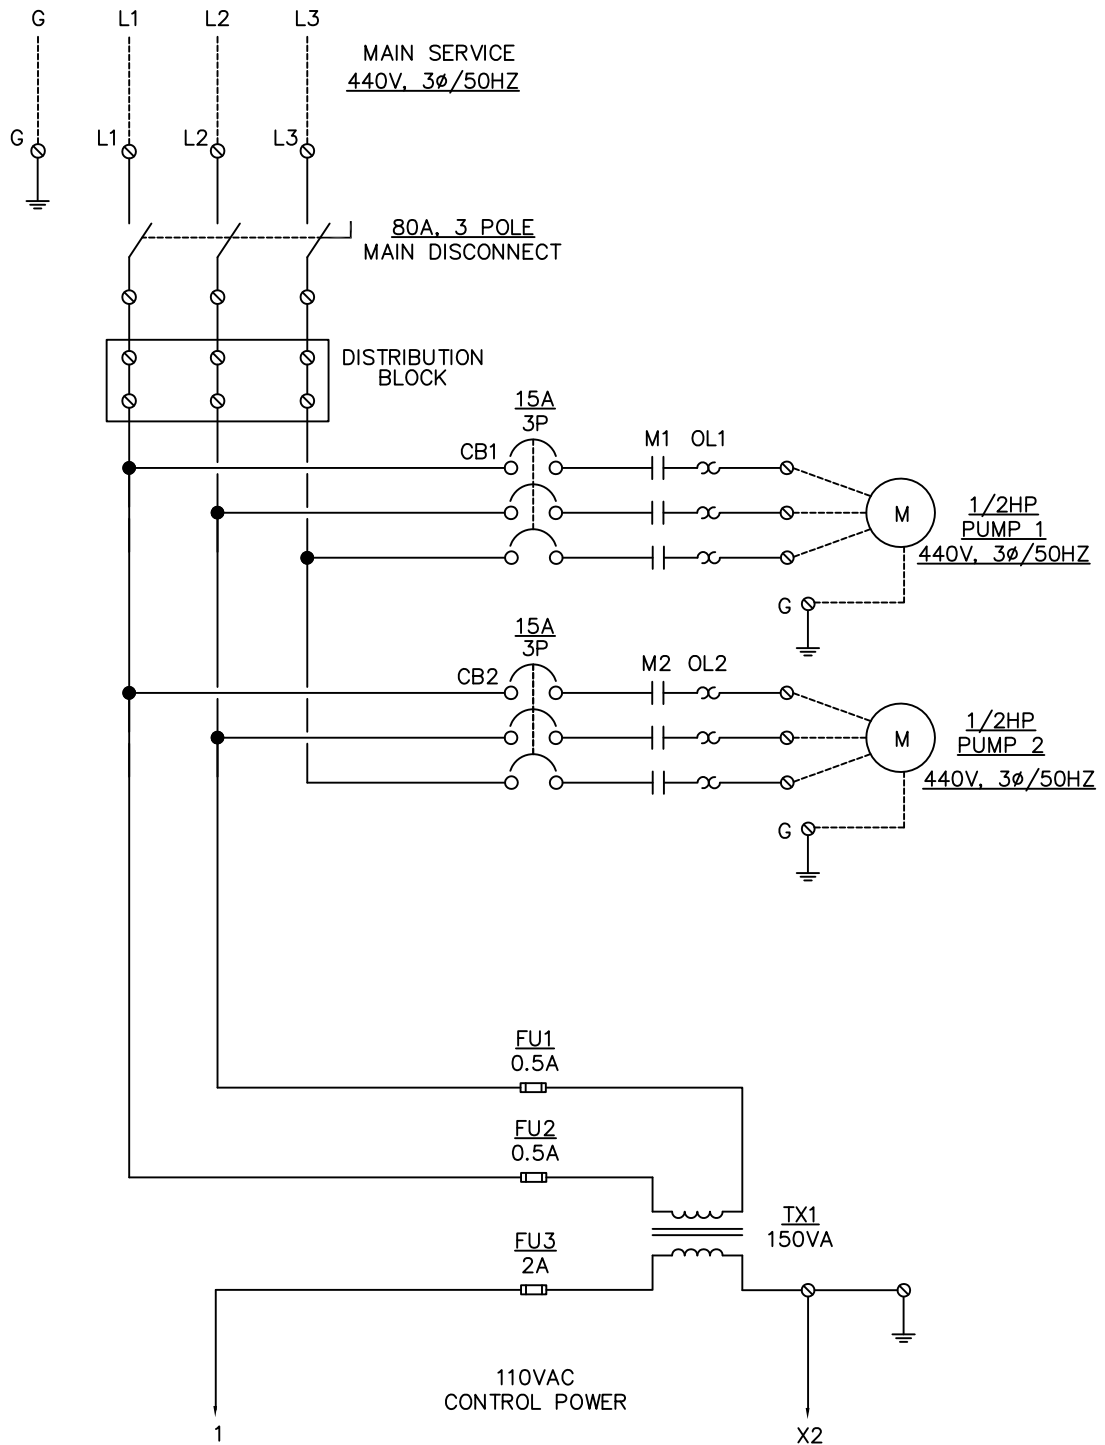 G L1 L2 L3
MAIN SERVICE
440V, 3Ø/50HZ
G L1 L2 L3
80A, 3 POLE
MAIN DISCONNECT
DISTRIBUTION
BLOCK
15A
3P
CB1 M1 OL1
M
1/2HP
PUMP 1
440V, 3Ø/50HZ
G
15A
3P
CB2 M2 OL2
M
1/2HP
PUMP 2
440V, 3Ø/50HZ
G
FU1
0.5A
FU2
0.5A
TX1
150VA
FU3
2A
110VAC
CONTROL POWER
1 X2